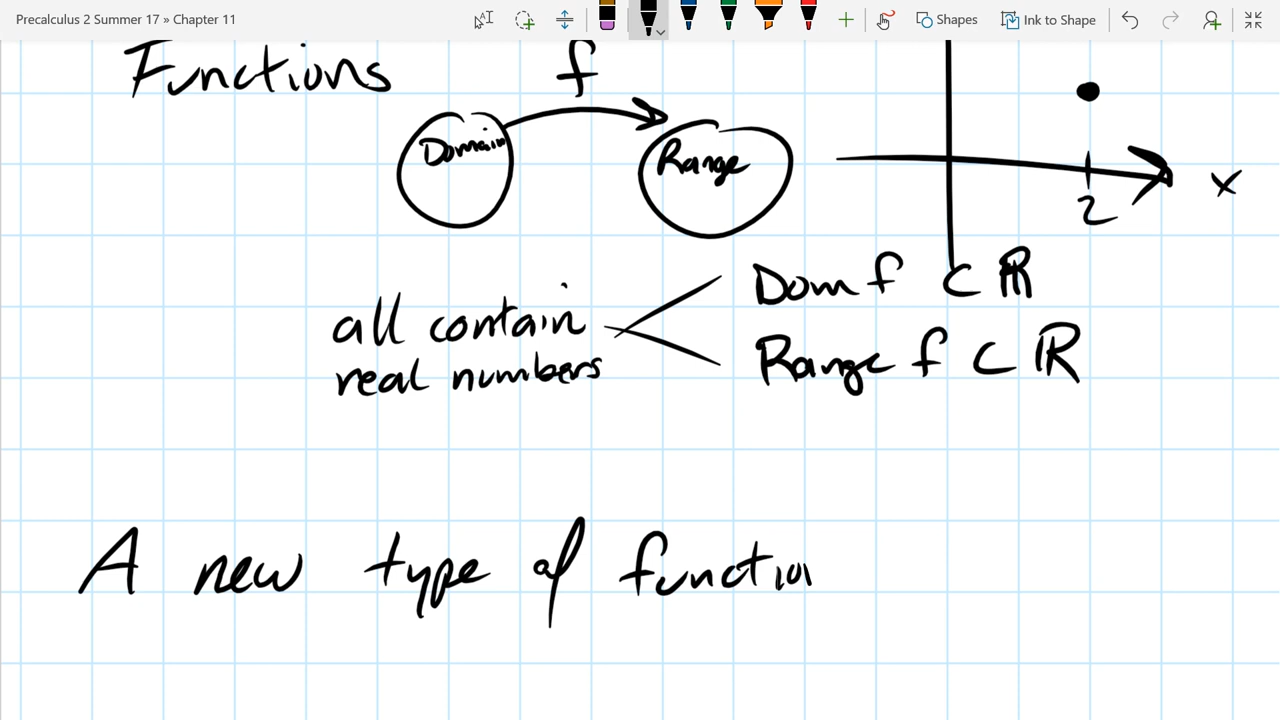 Precalculus 2 Summer 17 » Chapter 11
Shapes
Ink to Shape
Functions
f
Domain
Range
x
2
all contain
real numbers
Dom f ⊂ ℝ
Range f ⊂ ℝ
A new type of function